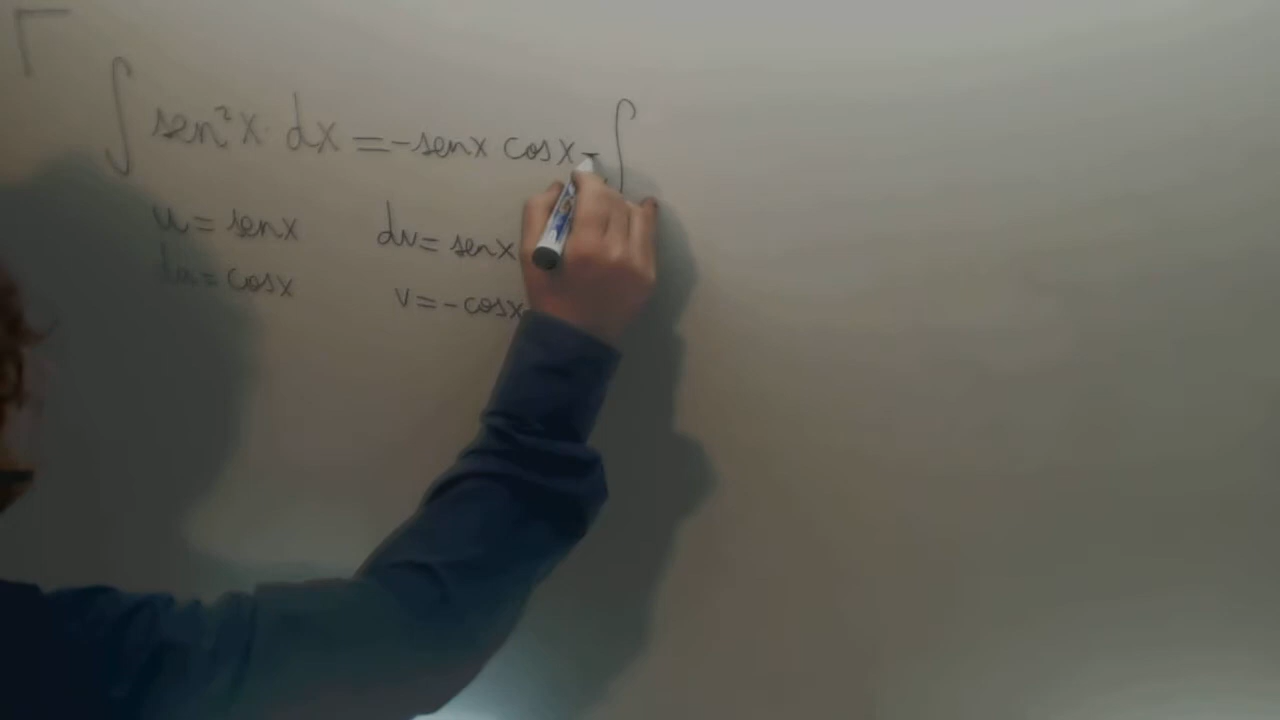 ∫ sen²x · dx = -senx cosx - ∫
u = senx dv = senx
du = cosx v = -cosx